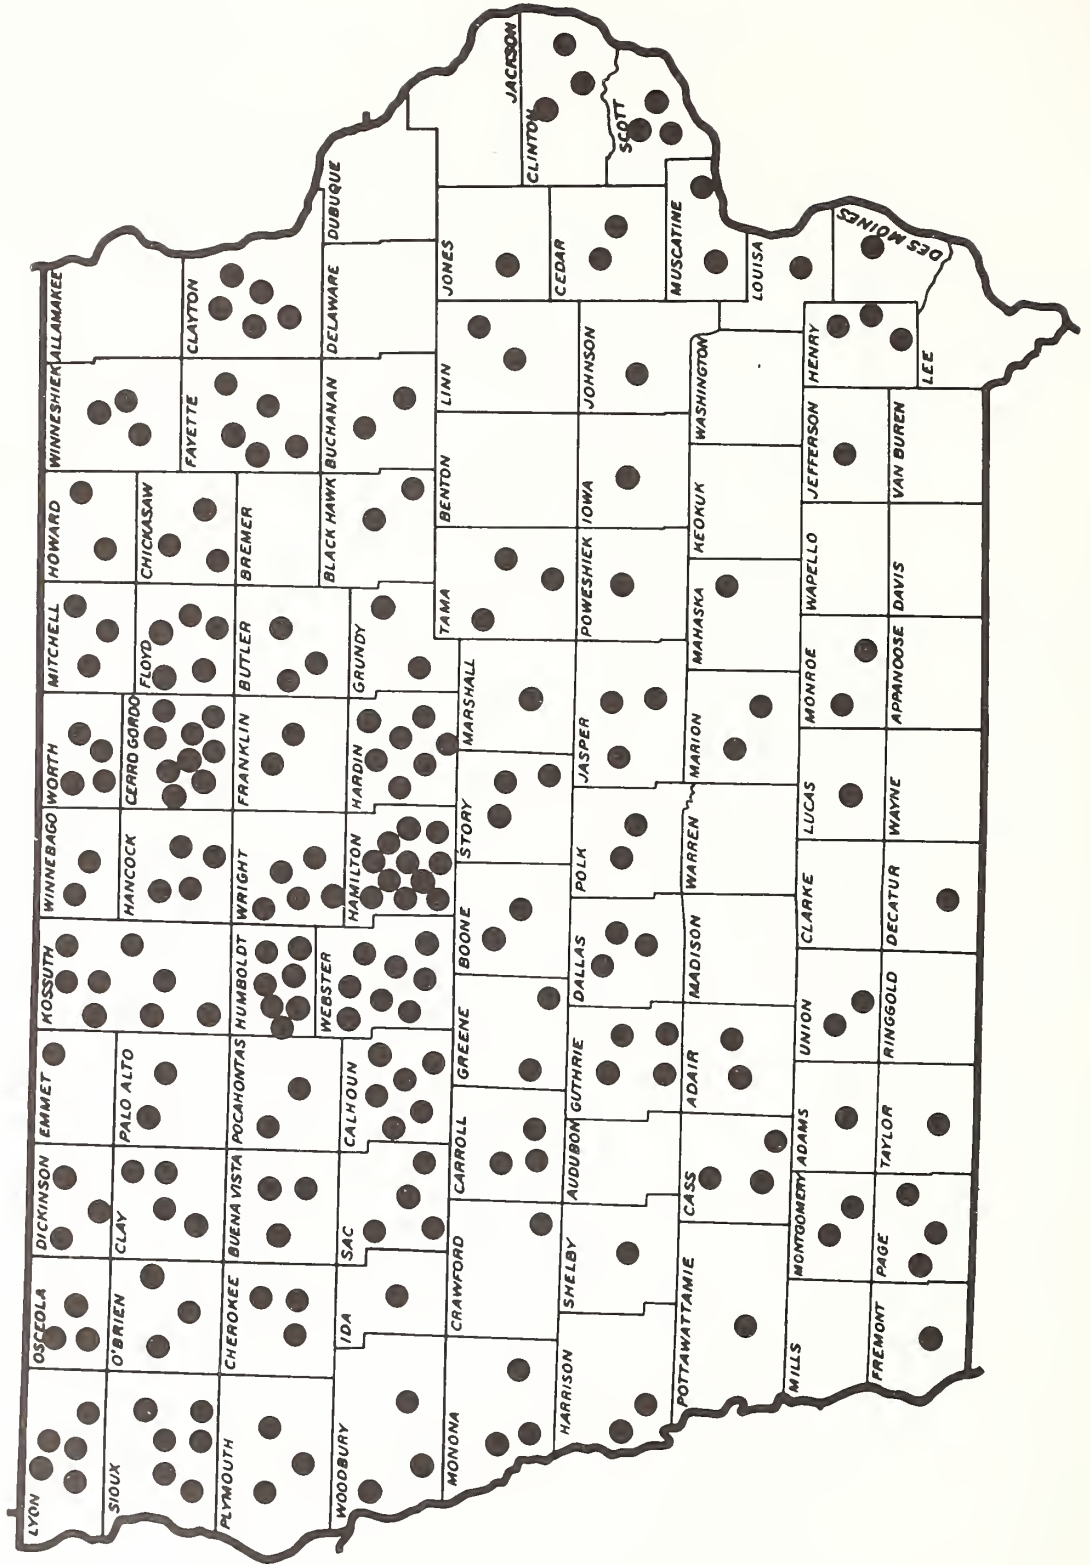 LYON
OSCEOLA
DICKINSON
EMMET
KOSSUTH
WINNEBAGO
WORTH
MITCHELL
HOWARD
WINNESHIEK
ALLAMAKEE
SIOUX
O'BRIEN
CLAY
PALO ALTO
HANCOCK
CERRO GORDO
FLOYD
CHICKASAW
FAYETTE
CLAYTON
PLYMOUTH
CHEROKEE
BUENA VISTA
POCAHONTAS
HUMBOLDT
WRIGHT
FRANKLIN
BUTLER
BREMER
WOODBURY
IDA
SAC
CALHOUN
WEBSTER
HAMILTON
HARDIN
GRUNDY
BLACK HAWK
BUCHANAN
DELAWARE
DUBUQUE
MONONA
CRAWFORD
CARROLL
GREENE
BOONE
STORY
MARSHALL
TAMA
BENTON
LINN
JONES
JACKSON
CLINTON
HARRISON
SHELBY
AUDUBON
GUTHRIE
DALLAS
POLK
JASPER
POWESHIEK
IOWA
JOHNSON
CEDAR
SCOTT
POTTAWATTAMIE
CASS
ADAIR
MADISON
WARREN
MARION
MAHASKA
KEOKUK
WASHINGTON
MUSCATINE
LOUISA
MILLS
MONTGOMERY
ADAMS
UNION
CLARKE
LUCAS
MONROE
WAPELLO
JEFFERSON
HENRY
DES MOINES
FREMONT
PAGE
TAYLOR
RINGGOLD
DECATUR
WAYNE
APPANOOSE
DAVIS
VAN BUREN
LEE